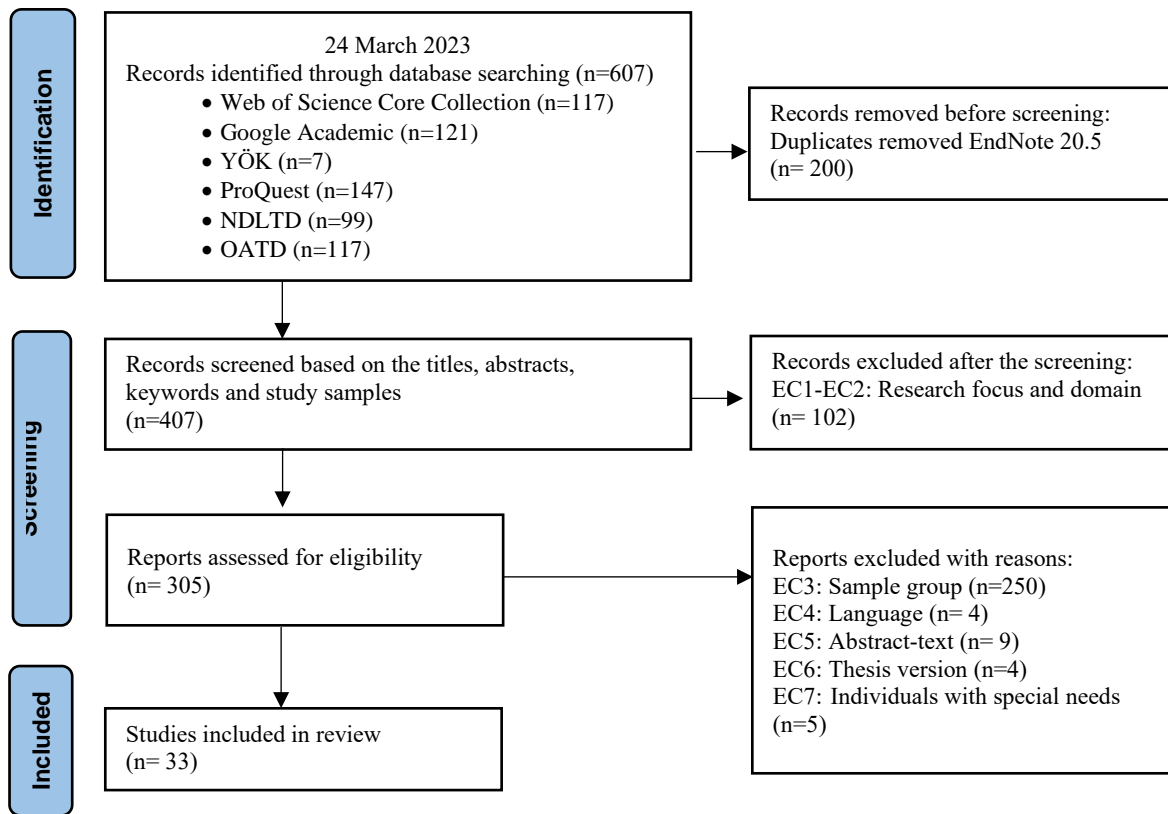 Identification
24 March 2023
Records identified through database searching (n=607)
• Web of Science Core Collection (n=117)
• Google Academic (n=121)
• YÖK (n=7)
• ProQuest (n=147)
• NDLTD (n=99)
• OATD (n=117)
Records removed before screening:
Duplicates removed EndNote 20.5
(n= 200)
Screening
Records screened based on the titles, abstracts,
keywords and study samples
(n=407)
Records excluded after the screening:
EC1-EC2: Research focus and domain
(n= 102)
Reports assessed for eligibility
(n= 305)
Reports excluded with reasons:
EC3: Sample group (n=250)
EC4: Language (n= 4)
EC5: Abstract-text (n= 9)
EC6: Thesis version (n=4)
EC7: Individuals with special needs
(n=5)
Included
Studies included in review
(n= 33)